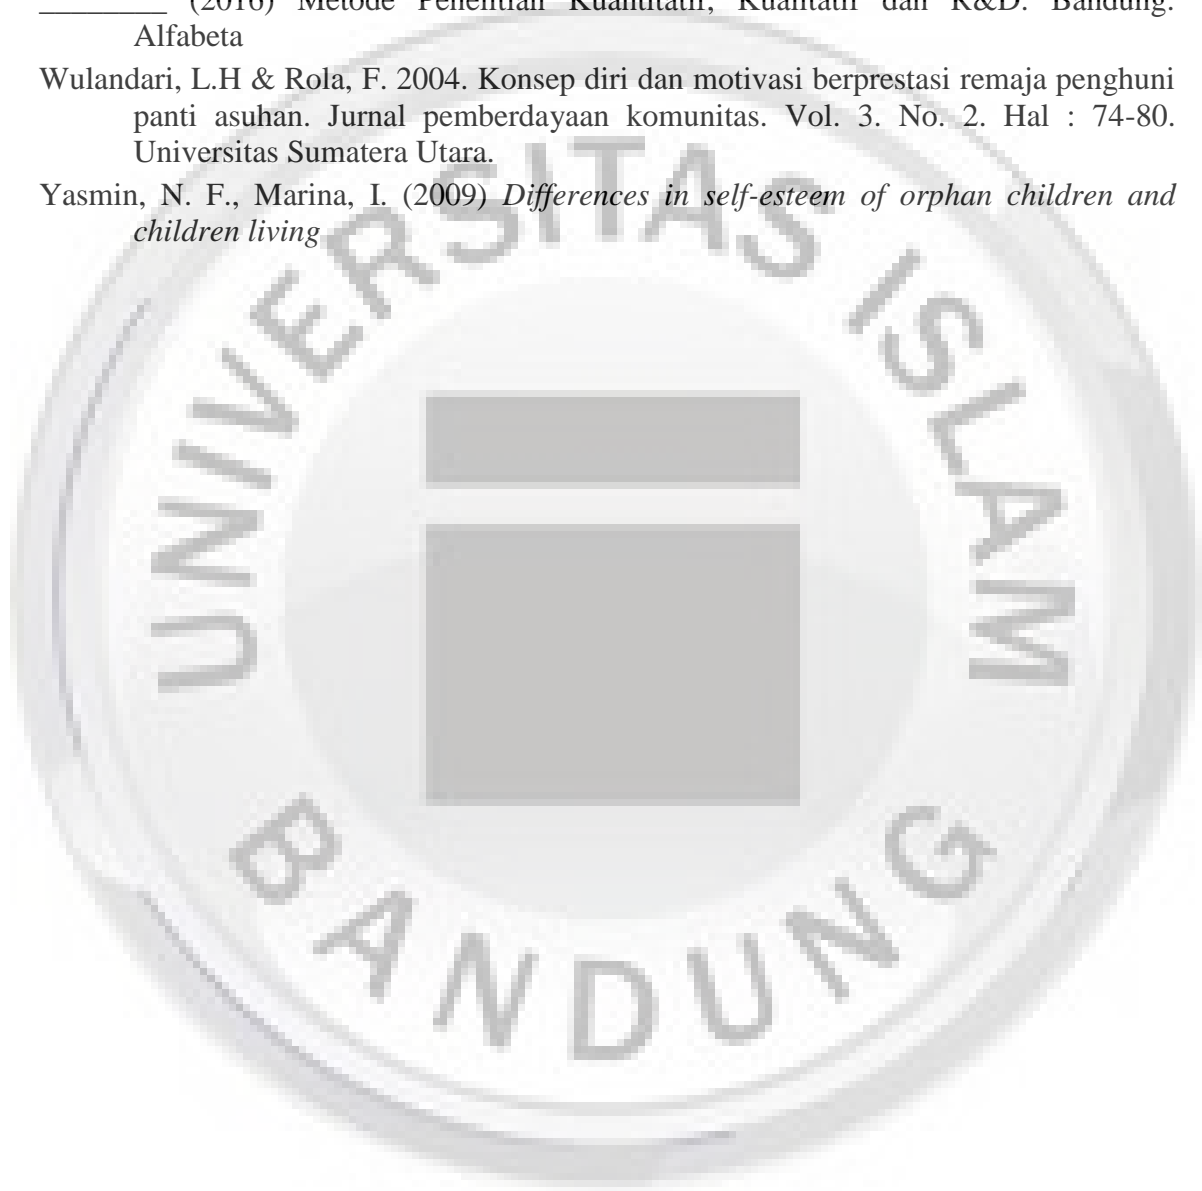 ________ (2016) Metode Penelitian Kuantitatif, Kualitatif dan R&D. Bandung.
Alfabeta
Wulandari, L.H & Rola, F. 2004. Konsep diri dan motivasi berprestasi remaja penghuni
panti asuhan. Jurnal pemberdayaan komunitas. Vol. 3. No. 2. Hal : 74-80.
Universitas Sumatera Utara.
Yasmin, N. F., Marina, I. (2009) Differences in self-esteem of orphan children and
children living
UNIVERSITAS ISLAM
BANDUNG